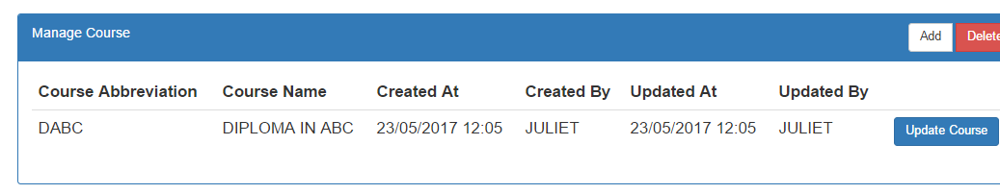 Manage Course Add Delete
Course Abbreviation Course Name Created At Created By Updated At Updated By
DABC DIPLOMA IN ABC 23/05/2017 12:05 JULIET 23/05/2017 12:05 JULIET Update Course